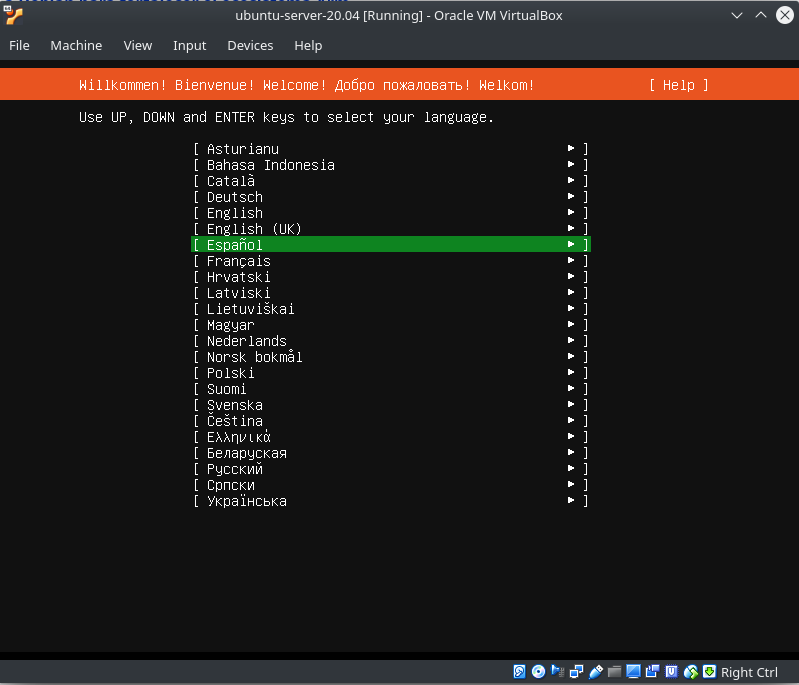 ubuntu-server-20.04 [Running] - Oracle VM VirtualBox
File Machine View Input Devices Help
Willkommen! Bienvenue! Welcome! Добро пожаловать! Welkom! [ Help ]
Use UP, DOWN and ENTER keys to select your language.
[ Asturianu ▸ ]
[ Bahasa Indonesia ▸ ]
[ Català ▸ ]
[ Deutsch ▸ ]
[ English ▸ ]
[ English (UK) ▸ ]
[ Español ▸ ]
[ Français ▸ ]
[ Hrvatski ▸ ]
[ Latviski ▸ ]
[ Lietuviškai ▸ ]
[ Magyar ▸ ]
[ Nederlands ▸ ]
[ Norsk bokmål ▸ ]
[ Polski ▸ ]
[ Suomi ▸ ]
[ Svenska ▸ ]
[ Čeština ▸ ]
[ Ελληνικά ▸ ]
[ Беларуская ▸ ]
[ Русский ▸ ]
[ Српски ▸ ]
[ Українська ▸ ]
Right Ctrl